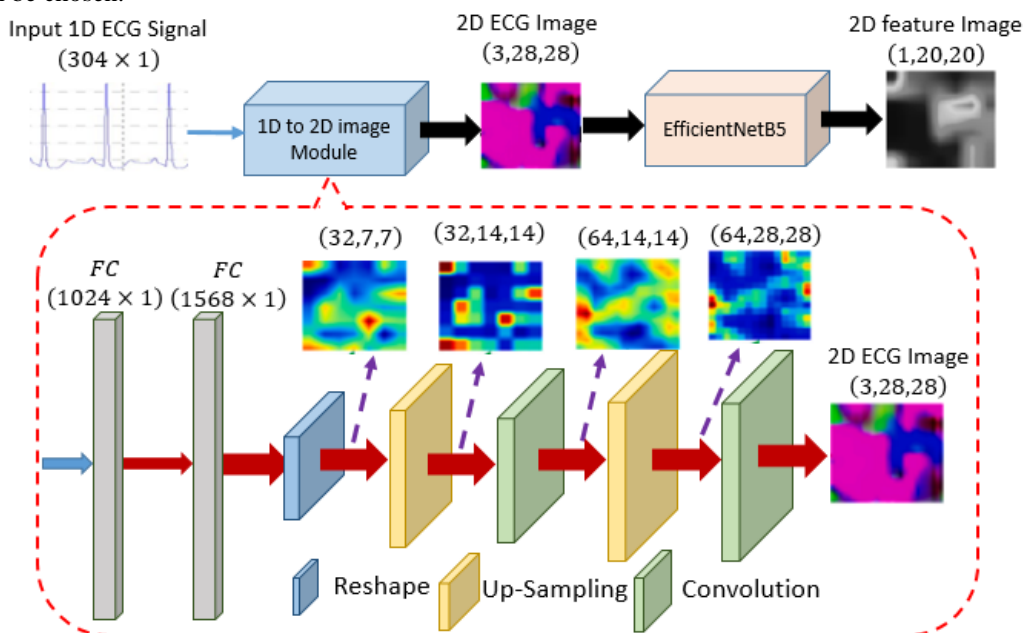 be chosen.
Input 1D ECG Signal
(304 × 1)
2D ECG Image
(3,28,28)
2D feature Image
(1,20,20)
1D to 2D image
Module
EfficientNetB5
(32,7,7)
(32,14,14)
(64,14,14)
(64,28,28)
FC
(1024 × 1)
FC
(1568 × 1)
2D ECG Image
(3,28,28)
Reshape
Up-Sampling
Convolution